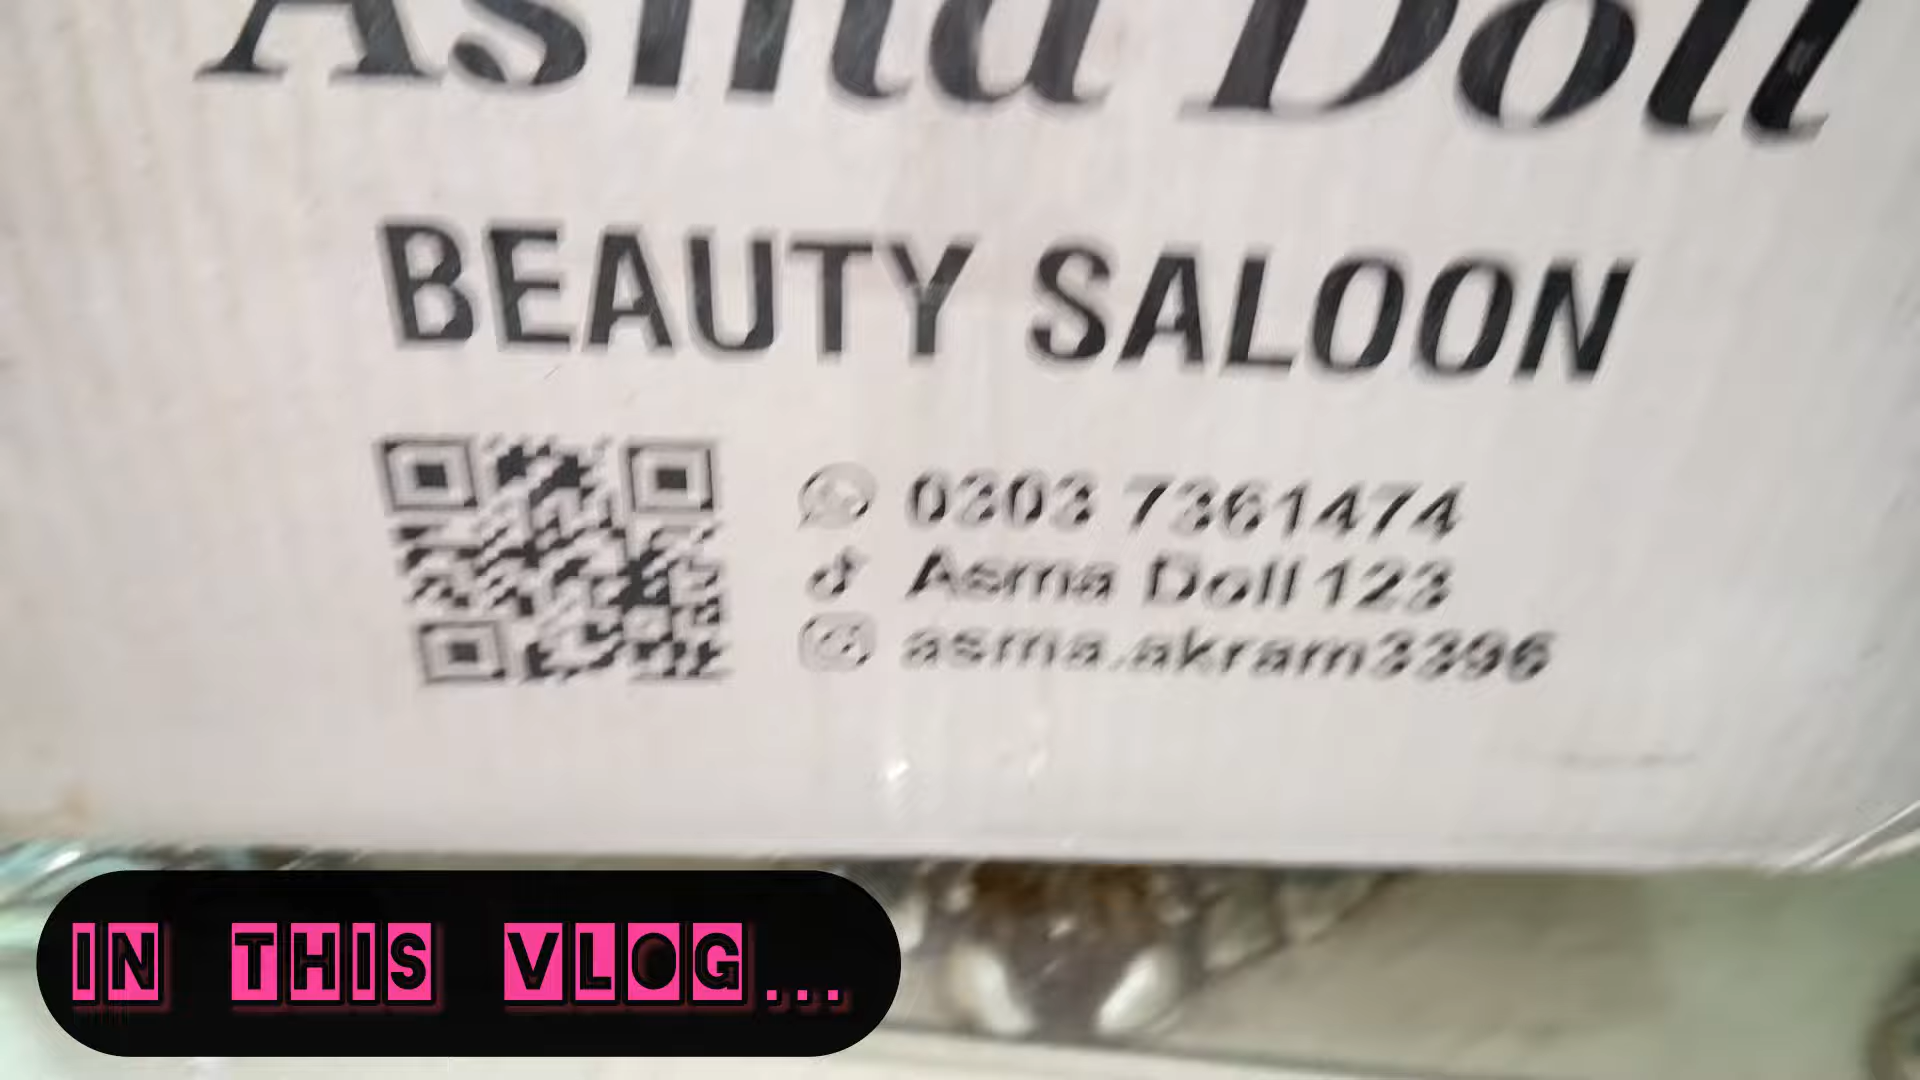 Asma Doll
BEAUTY SALOON
0303 7361474
Asma Doll 123
asma.akram3396
IN THIS VLOG...